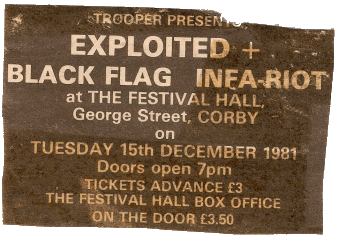 TROOPER PRESENTS
EXPLOITED +
BLACK FLAG INFA-RIOT
at THE FESTIVAL HALL,
George Street, CORBY
on
TUESDAY 15th DECEMBER 1981
Doors open 7pm
TICKETS ADVANCE £3
THE FESTIVAL HALL BOX OFFICE
ON THE DOOR £3.50